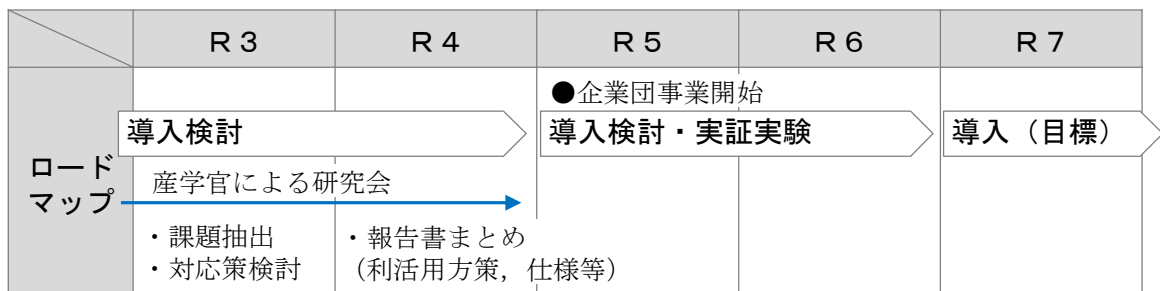 Ｒ３
Ｒ４
Ｒ５
Ｒ６
Ｒ７
ロード
マップ
●企業団事業開始
導入検討
導入検討・実証実験
導入（目標）
産学官による研究会
・課題抽出
・対応策検討
・報告書まとめ
（利活用方策，仕様等）